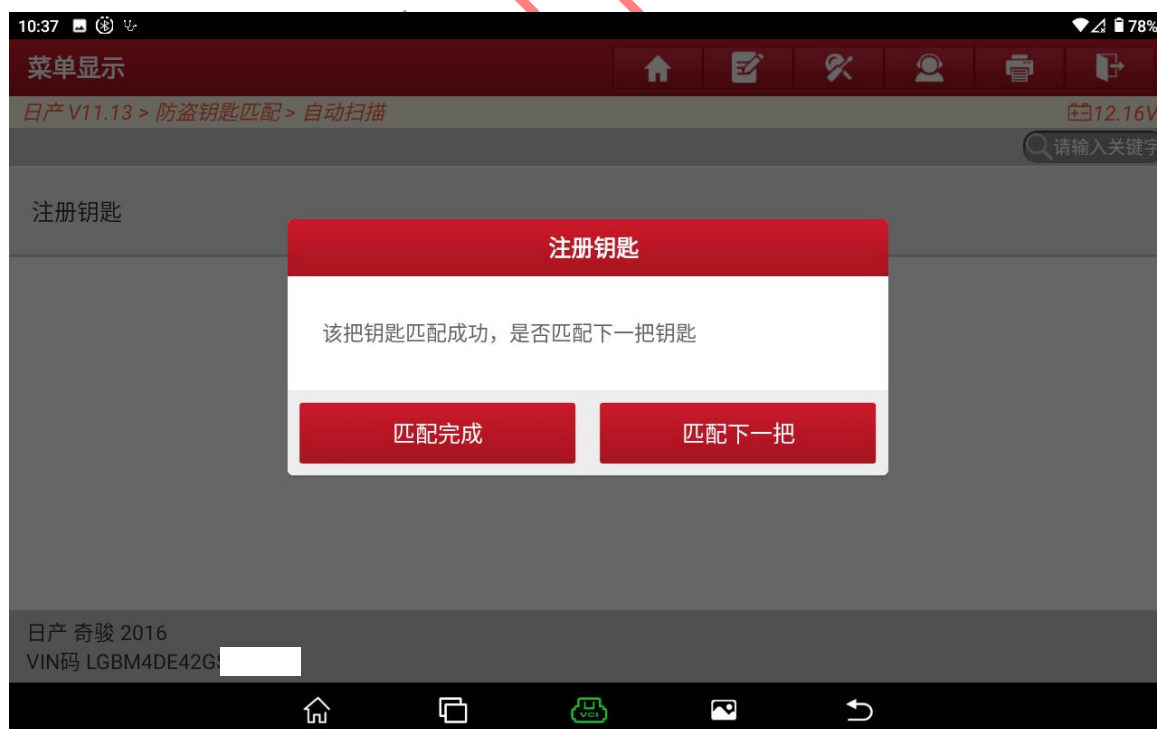 10:37
78%
菜单显示
日产 V11.13 > 防盗钥匙匹配 > 自动扫描
12.16V
请输入关键字
注册钥匙
注册钥匙
该把钥匙匹配成功，是否匹配下一把钥匙
匹配完成
匹配下一把
日产 奇骏 2016
VIN码 LGBM4DE42G
VCI